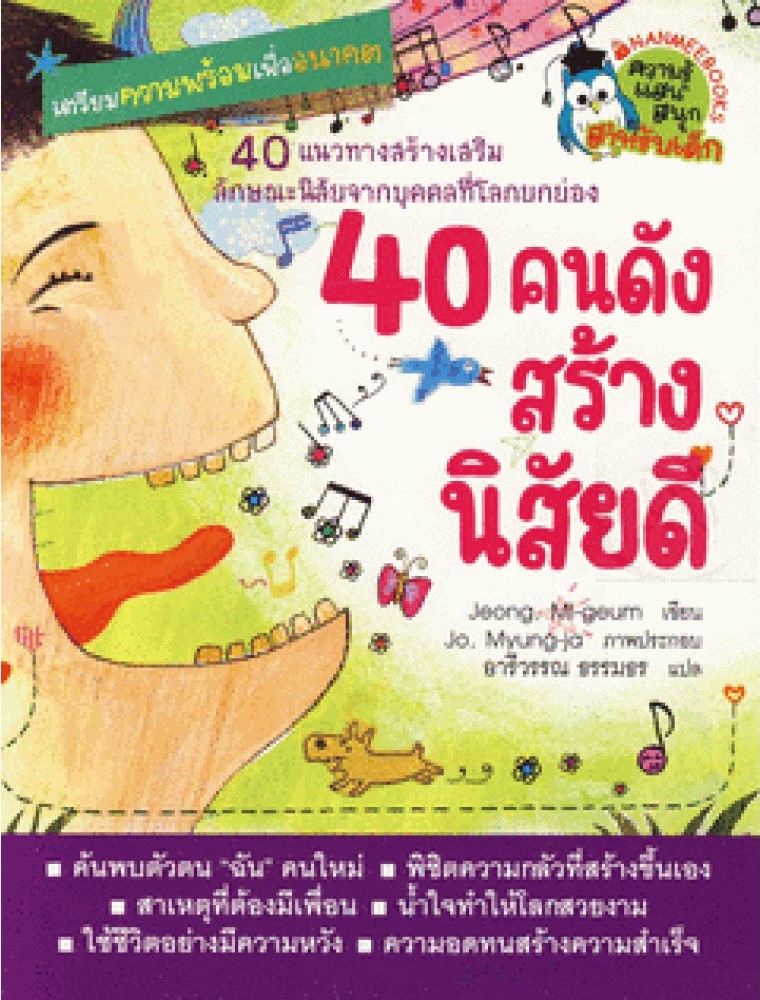 เตรียมความพร้อมเพื่ออนาคต
NANMEEBOOKS
ความรู้
แสน
สนุก
สำหรับเด็ก
40 แนวทางสร้างเสริม
ลักษณะนิสัยจากบุคคลที่โลกยกย่อง
40 คนดัง
สร้าง
นิสัยดี
Jeong, Mi-geum เขียน
Jo, Myung-ja ภาพประกอบ
อารีวรรณ ธรรมธร แปล
■ ค้นพบตัวตน "ฉัน" คนใหม่ ■ พิชิตความกลัวที่สร้างขึ้นเอง
■ สาเหตุที่ต้องมีเพื่อน ■ น้ำใจทำให้โลกสวยงาม
■ ใช้ชีวิตอย่างมีความหวัง ■ ความอดทนสร้างความสำเร็จ